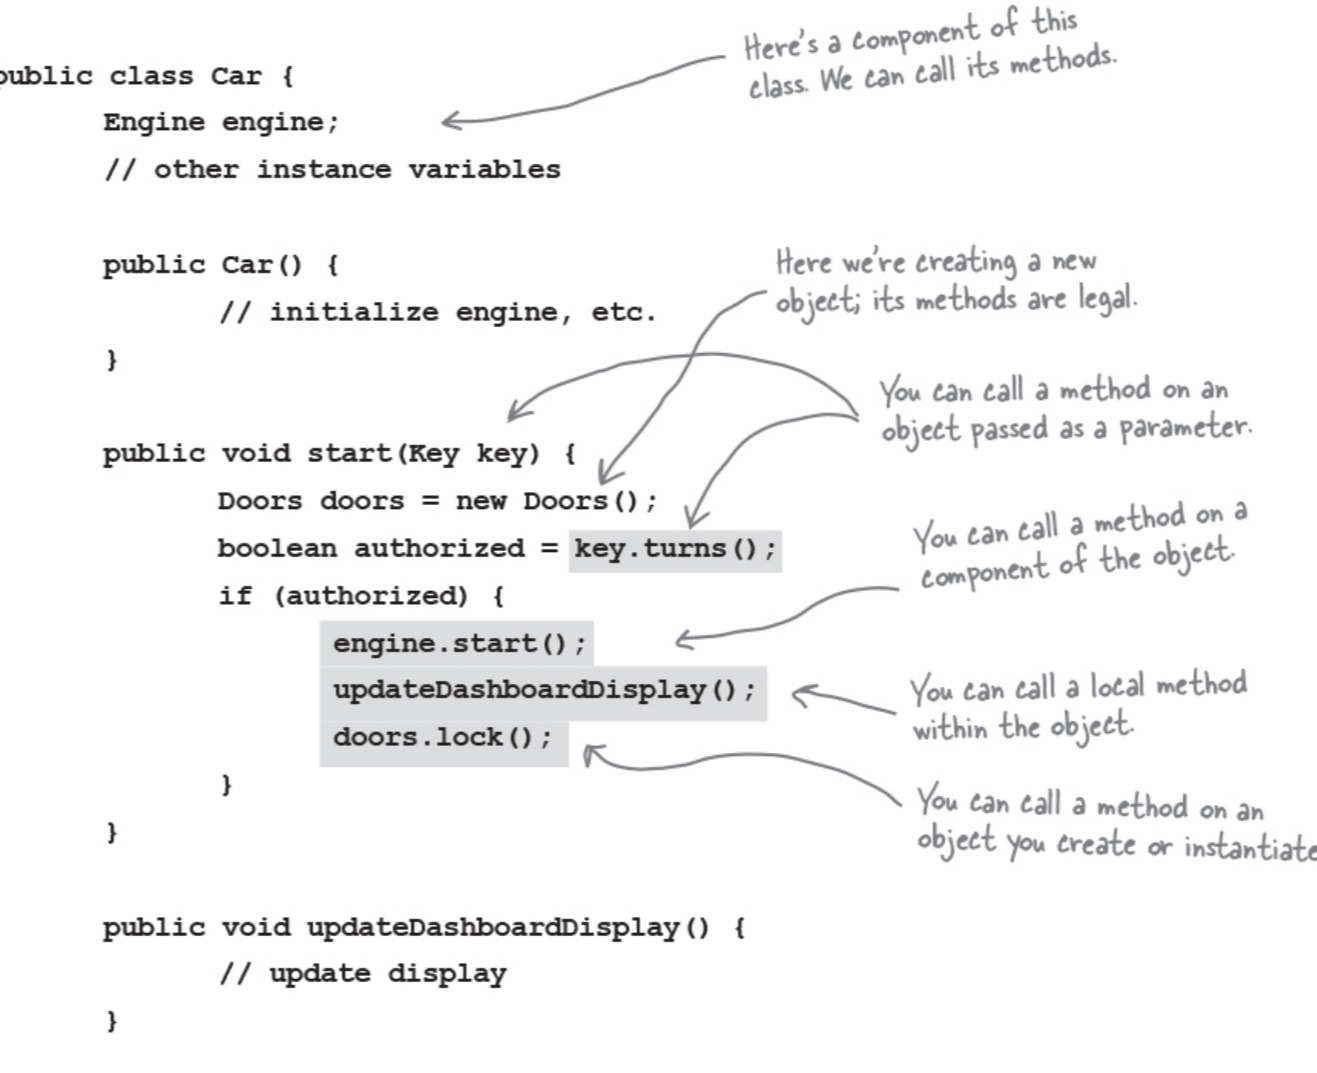 Here's a component of this
class. We can call its methods.
public class Car {
Engine engine;
// other instance variables
public Car() {
Here we're creating a new
object; its methods are legal.
// initialize engine, etc.
}
You can call a method on an
object passed as a parameter.
public void start(Key key) {
Doors doors = new Doors();
boolean authorized = key.turns();
You can call a method on a
component of the object.
if (authorized) {
engine.start();
updateDashboardDisplay();
You can call a local method
within the object.
doors.lock();
}
You can call a method on an
object you create or instantiate
}
public void updateDashboardDisplay() {
// update display
}